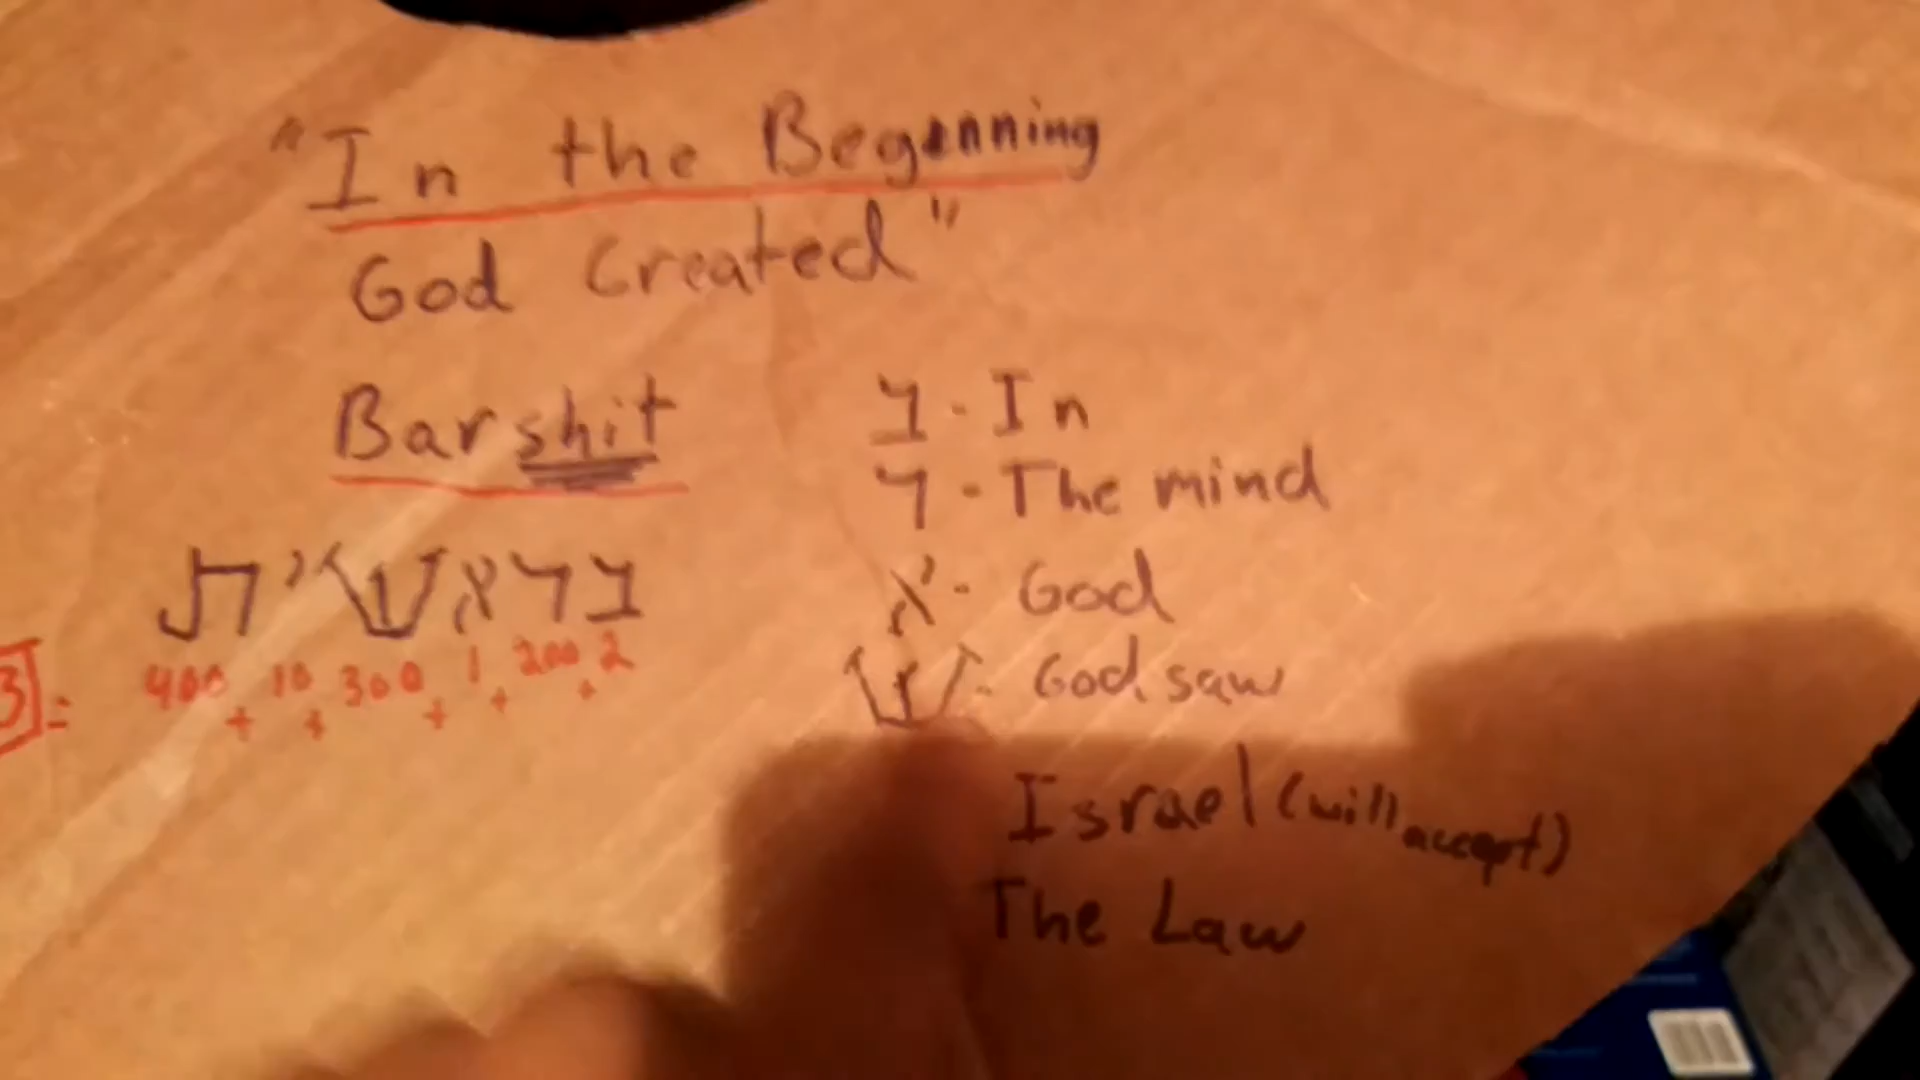 "In the Beginning
God Created"
Barshit
בראשית
3 = 400 + 10 + 300 + 1 + 200 + 2
ב - In
ר - The mind
א - God
ש - God saw
Israel (will accept)
The Law